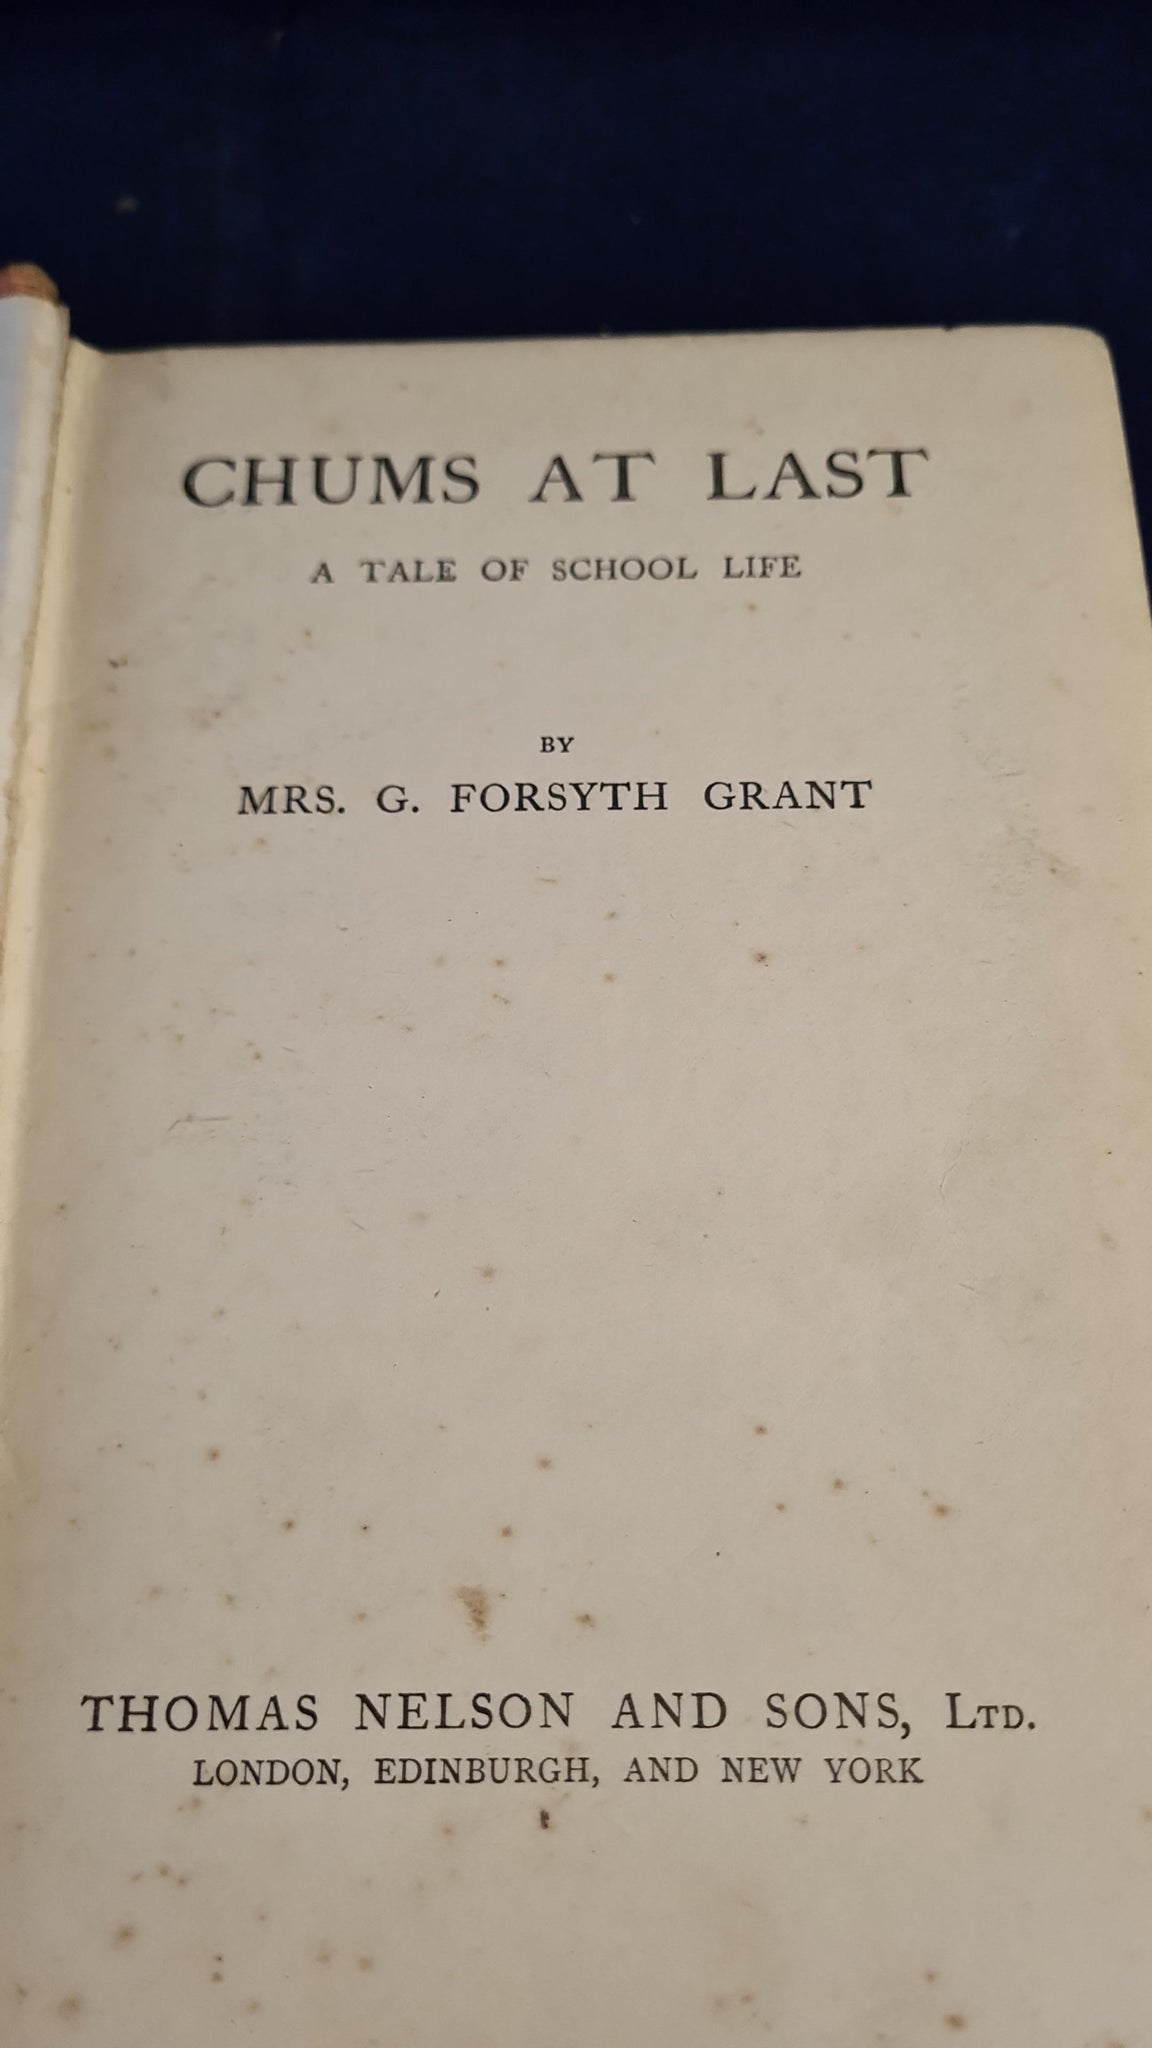 CHUMS AT LAST
A TALE OF SCHOOL LIFE
BY
MRS. G. FORSYTH GRANT
THOMAS NELSON AND SONS, LTD.
LONDON, EDINBURGH, AND NEW YORK